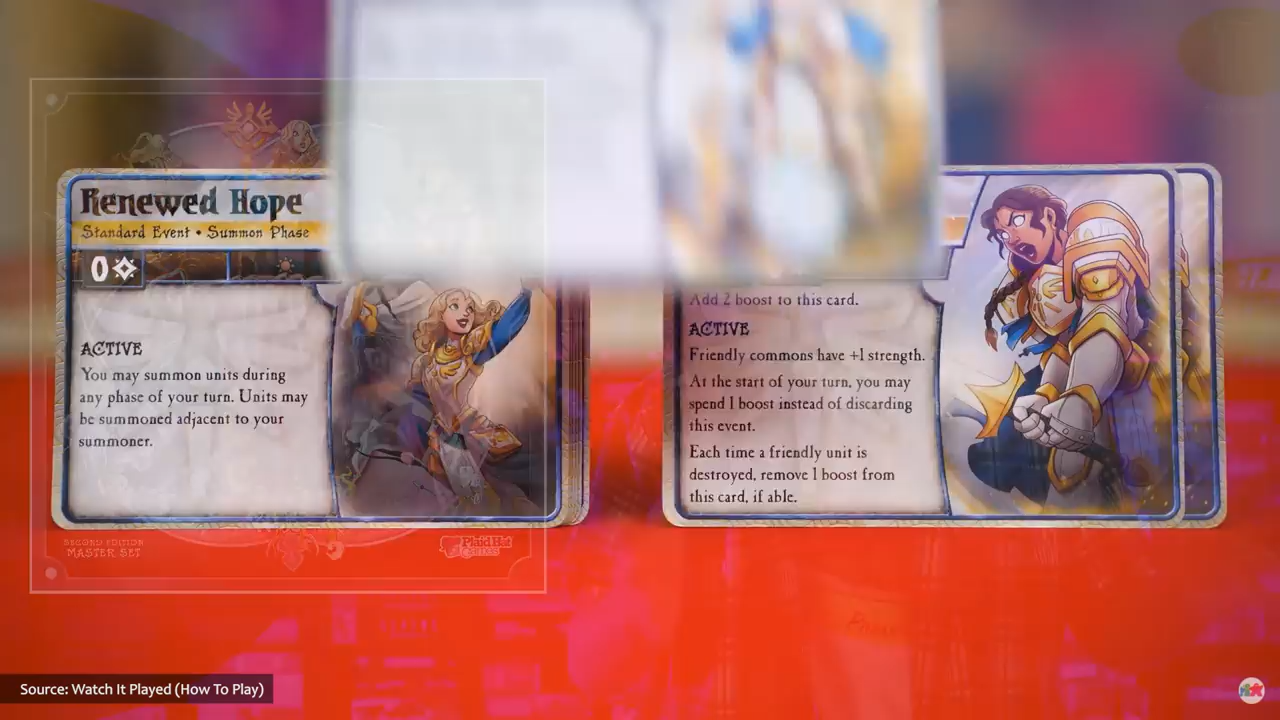 Renewed Hope
Standard Event • Summon Phase
0
ACTIVE
You may summon units during
any phase of your turn. Units may
be summoned adjacent to your
summoner.
Add 2 boost to this card.
ACTIVE
Friendly commons have +1 strength.
At the start of your turn, you may
spend 1 boost instead of discarding
this event.
Each time a friendly unit is
destroyed, remove 1 boost from
this card, if able.
SECOND EDITION
MASTER SET
Plaid Hat
Games
Source: Watch It Played (How To Play)